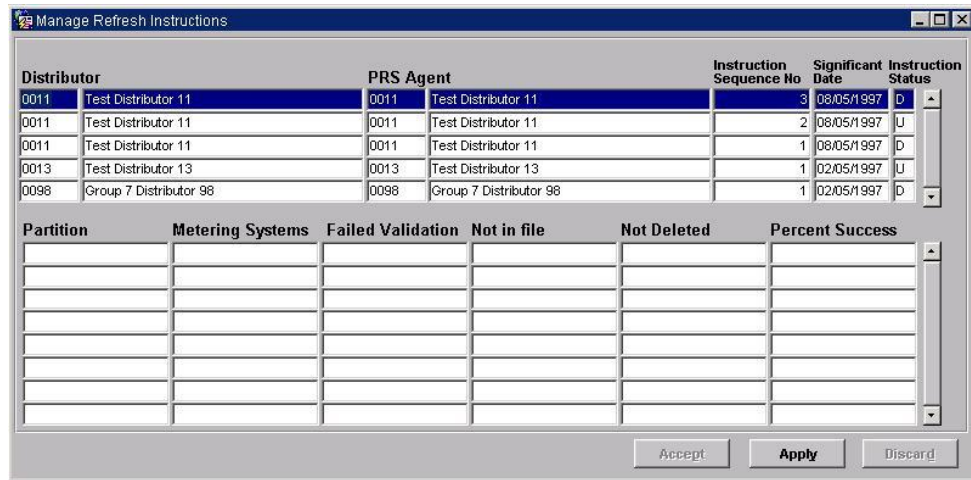 Manage Refresh Instructions
Distributor PRS Agent Instruction Sequence No Significant Date Instruction Status
0011 Test Distributor 11 0011 Test Distributor 11 3 08/05/1997 D
0011 Test Distributor 11 0011 Test Distributor 11 2 08/05/1997 U
0011 Test Distributor 11 0011 Test Distributor 11 1 08/05/1997 D
0013 Test Distributor 13 0013 Test Distributor 13 1 02/05/1997 U
0098 Group 7 Distributor 98 0098 Group 7 Distributor 98 1 02/05/1997 D
Partition Metering Systems Failed Validation Not in file Not Deleted Percent Success
Accept Apply Discard